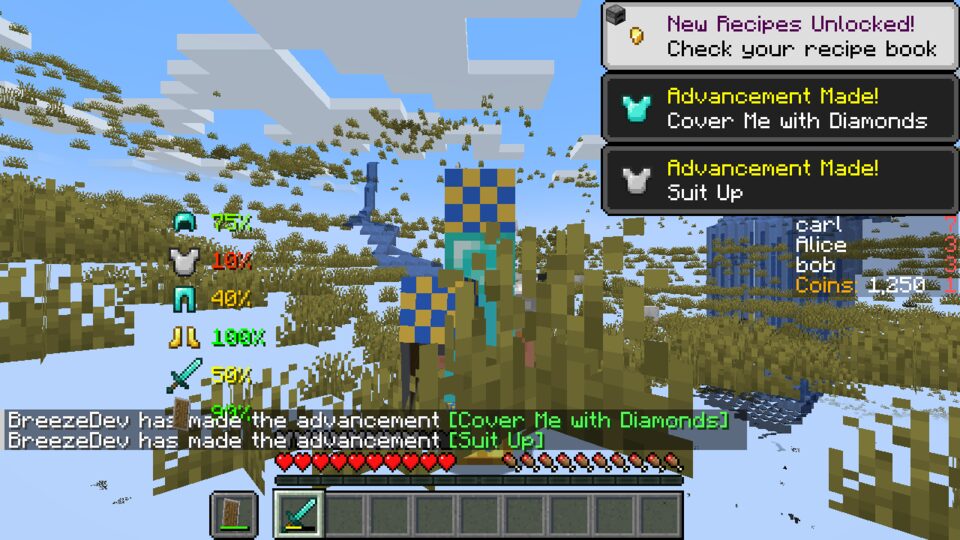 New Recipes Unlocked!
Check your recipe book
Advancement Made!
Cover Me with Diamonds
Advancement Made!
Suit Up
carl
Alice 3
bob
Coins: 1,250
75%
10%
40%
100%
50%
90%
BreezeDev has made the advancement [Cover Me with Diamonds]
BreezeDev has made the advancement [Suit Up]